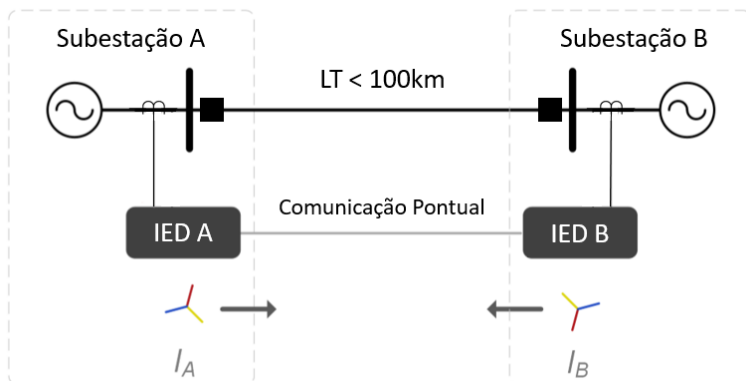 Subestação A
Subestação B
LT < 100km
Comunicação Pontual
IED A
IED B
I_A
I_B